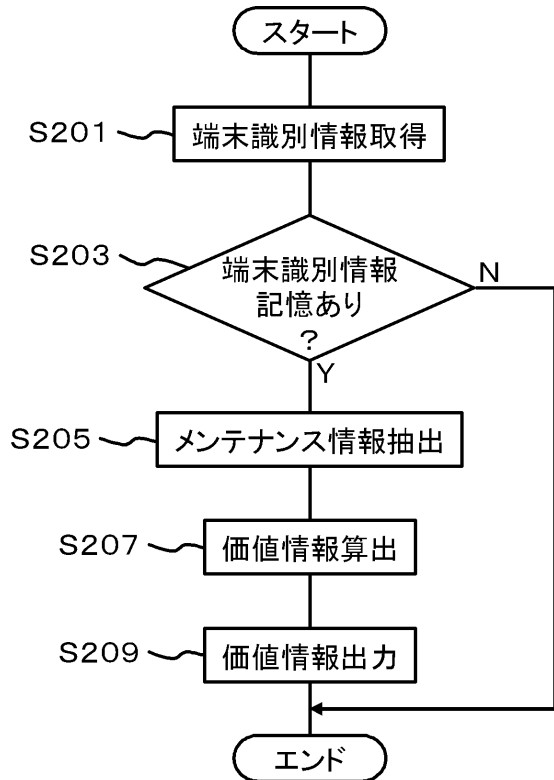 スタート
S201
端末識別情報取得
S203
端末識別情報
記憶あり
?
N
Y
S205
メンテナンス情報抽出
S207
価値情報算出
S209
価値情報出力
エンド